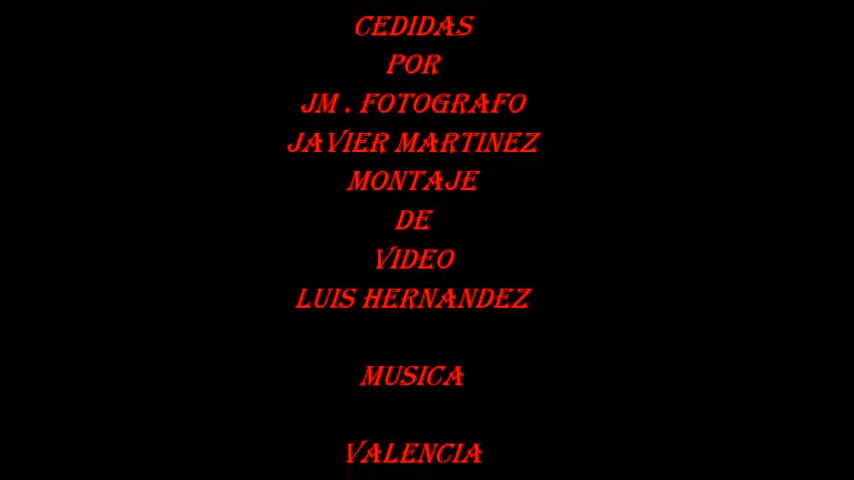 CEDIDAS
POR
JM . FOTOGRAFO
JAVIER MARTINEZ
MONTAJE
DE
VIDEO
LUIS HERNANDEZ
MUSICA
VALENCIA